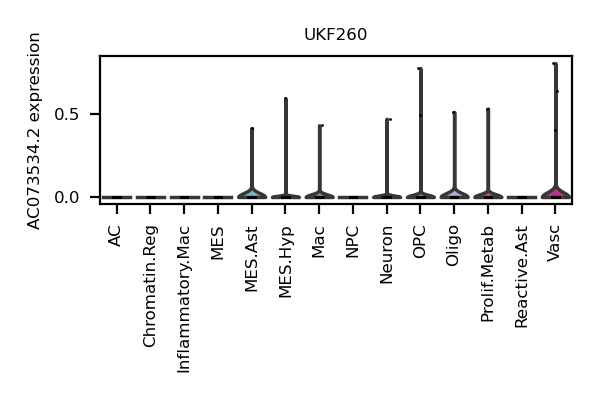 UKF260
AC073534.2 expression
0.5
0.0
AC
Chromatin.Reg
Inflammatory.Mac
MES
MES.Ast
MES.Hyp
Mac
NPC
Neuron
OPC
Oligo
Prolif.Metab
Reactive.Ast
Vasc